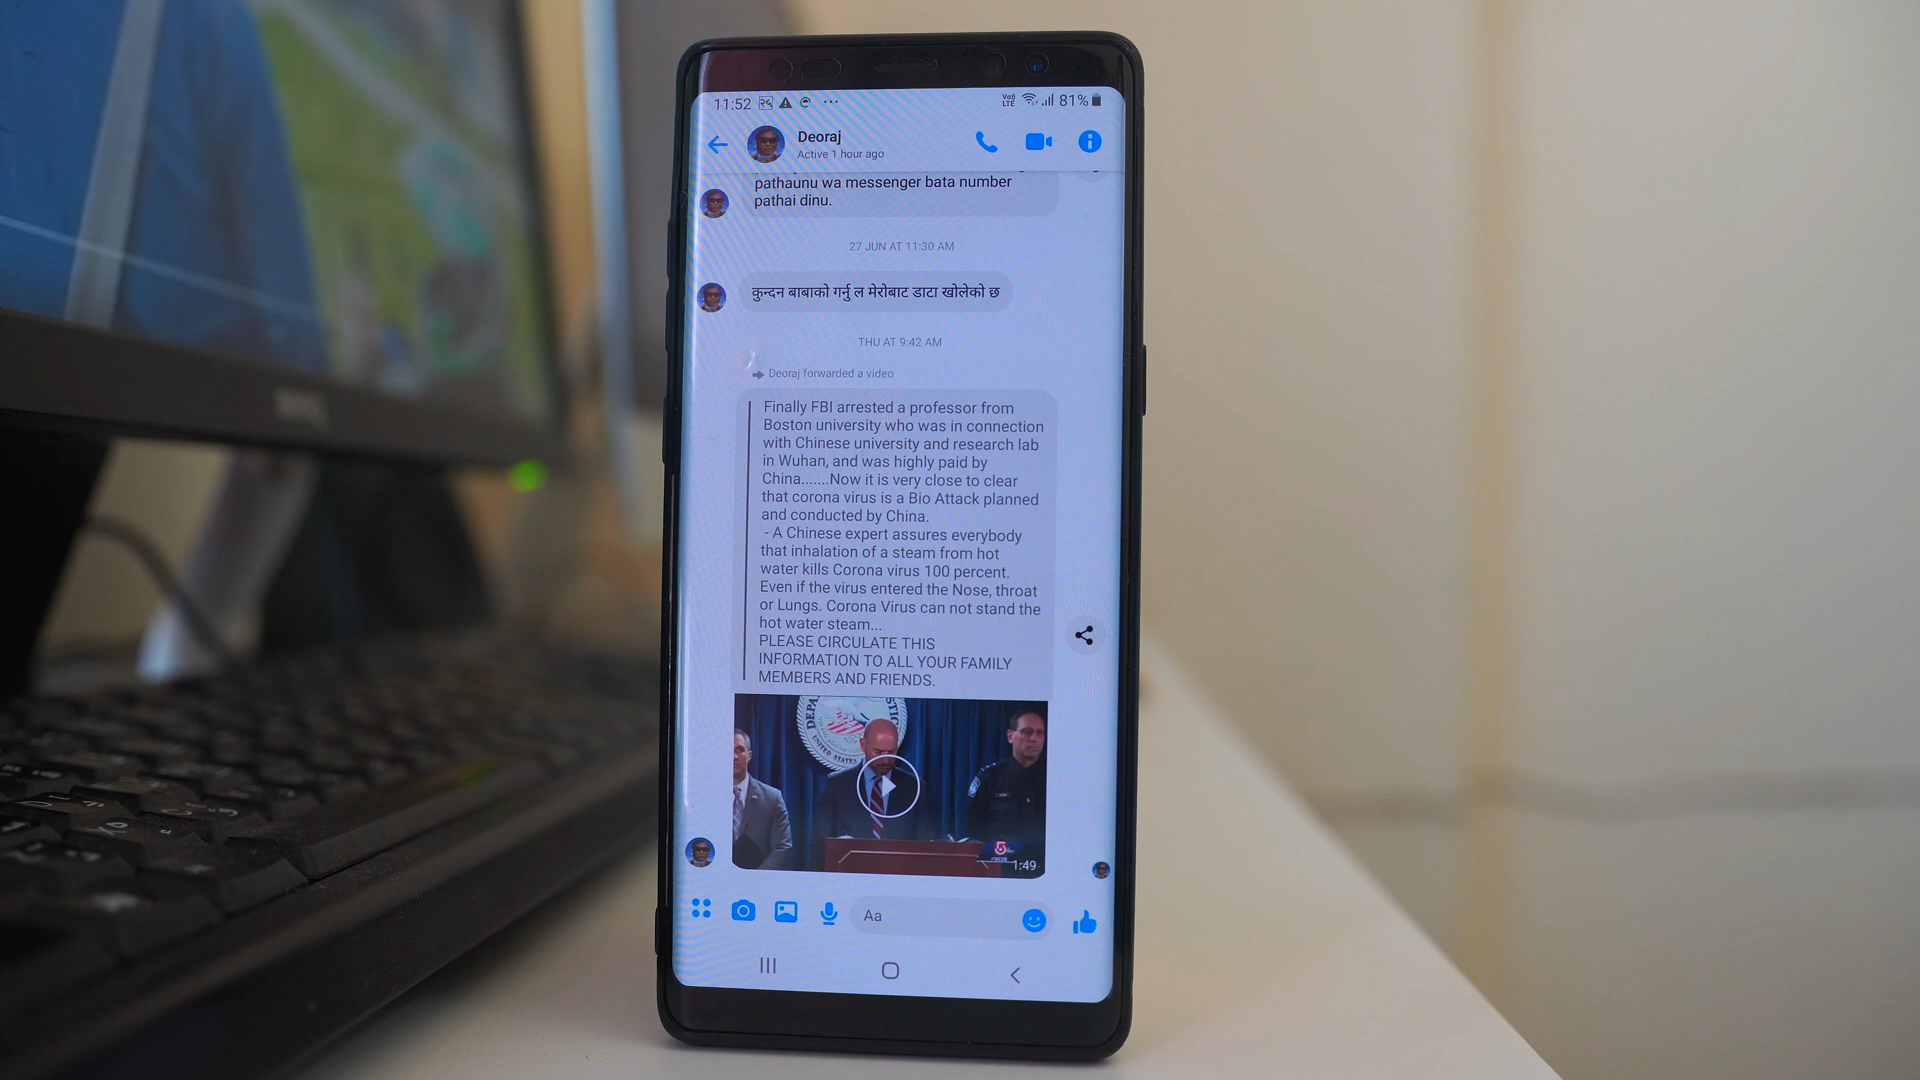 11:52
Vo))
LTE
81%
Deoraj
Active 1 hour ago
pathaunu wa messenger bata number
pathai dinu.
27 JUN AT 11:30 AM
कुन्दन बाबाको गर्नु ल मेरोबाट डाटा खोलेको छ
THU AT 9:42 AM
Deoraj forwarded a video
Finally FBI arrested a professor from
Boston university who was in connection
with Chinese university and research lab
in Wuhan, and was highly paid by
China.......Now it is very close to clear
that corona virus is a Bio Attack planned
and conducted by China.
- A Chinese expert assures everybody
that inhalation of a steam from hot
water kills Corona virus 100 percent.
Even if the virus entered the Nose, throat
or Lungs. Corona Virus can not stand the
hot water steam...
PLEASE CIRCULATE THIS
INFORMATION TO ALL YOUR FAMILY
MEMBERS AND FRIENDS.
UNITED STATES
5
1:49
Aa